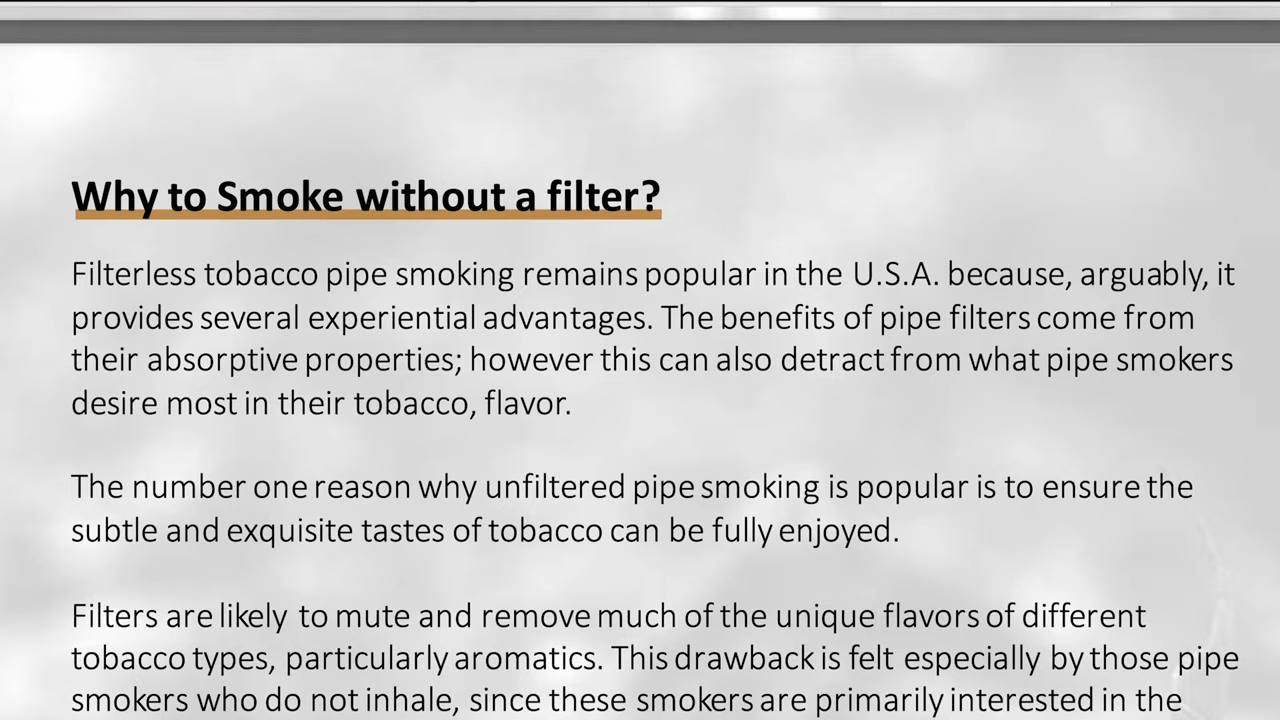 Why to Smoke without a filter?
Filterless tobacco pipe smoking remains popular in the U.S.A. because, arguably, it
provides several experiential advantages. The benefits of pipe filters come from
their absorptive properties; however this can also detract from what pipe smokers
desire most in their tobacco, flavor.
The number one reason why unfiltered pipe smoking is popular is to ensure the
subtle and exquisite tastes of tobacco can be fully enjoyed.
Filters are likely to mute and remove much of the unique flavors of different
tobacco types, particularly aromatics. This drawback is felt especially by those pipe
smokers who do not inhale, since these smokers are primarily interested in the